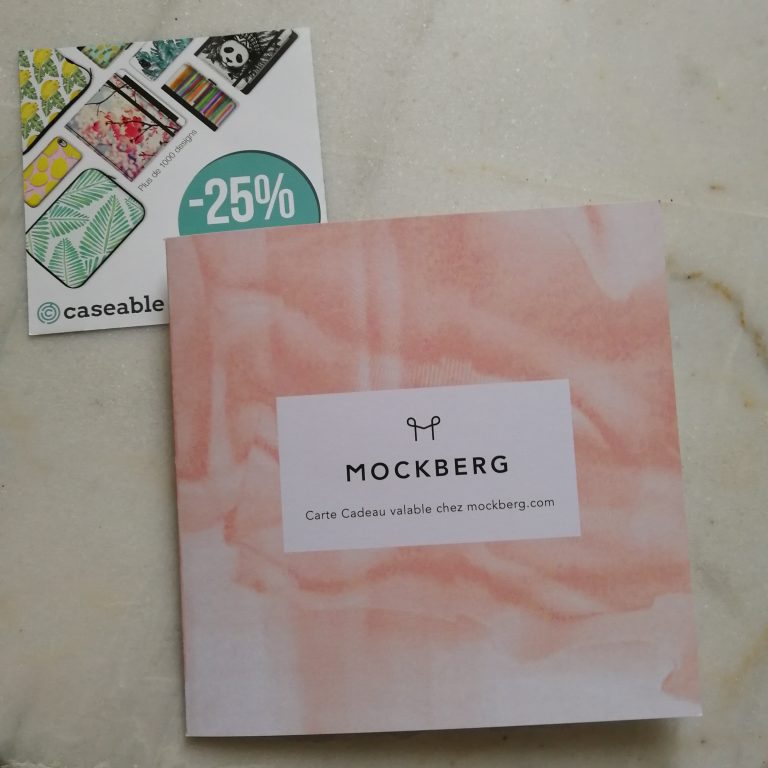 Plus de 1000 designs
-25%
caseable
MOCKBERG
Carte Cadeau valable chez mockberg.com